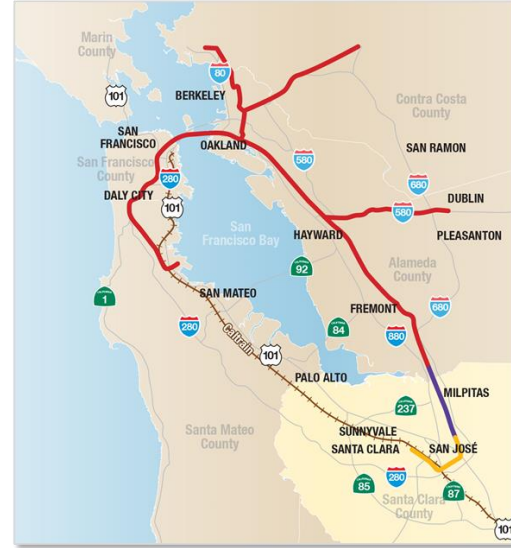 Marin
County
101
80
BERKELEY
Contra Costa
County
SAN
FRANCISCO
OAKLAND
580
SAN RAMON
San Francisco
County
280
680
DALY CITY
101
DUBLIN
580
San
Francisco Bay
HAYWARD
PLEASANTON
92
Alameda
County
CALIFORNIA
1
SAN MATEO
FREMONT
680
280
84
880
Caltrain
101
PALO ALTO
MILPITAS
237
Santa Mateo
County
SUNNYVALE
SANTA CLARA
SAN JOSÉ
280
85
87
Santa Clara
County
101